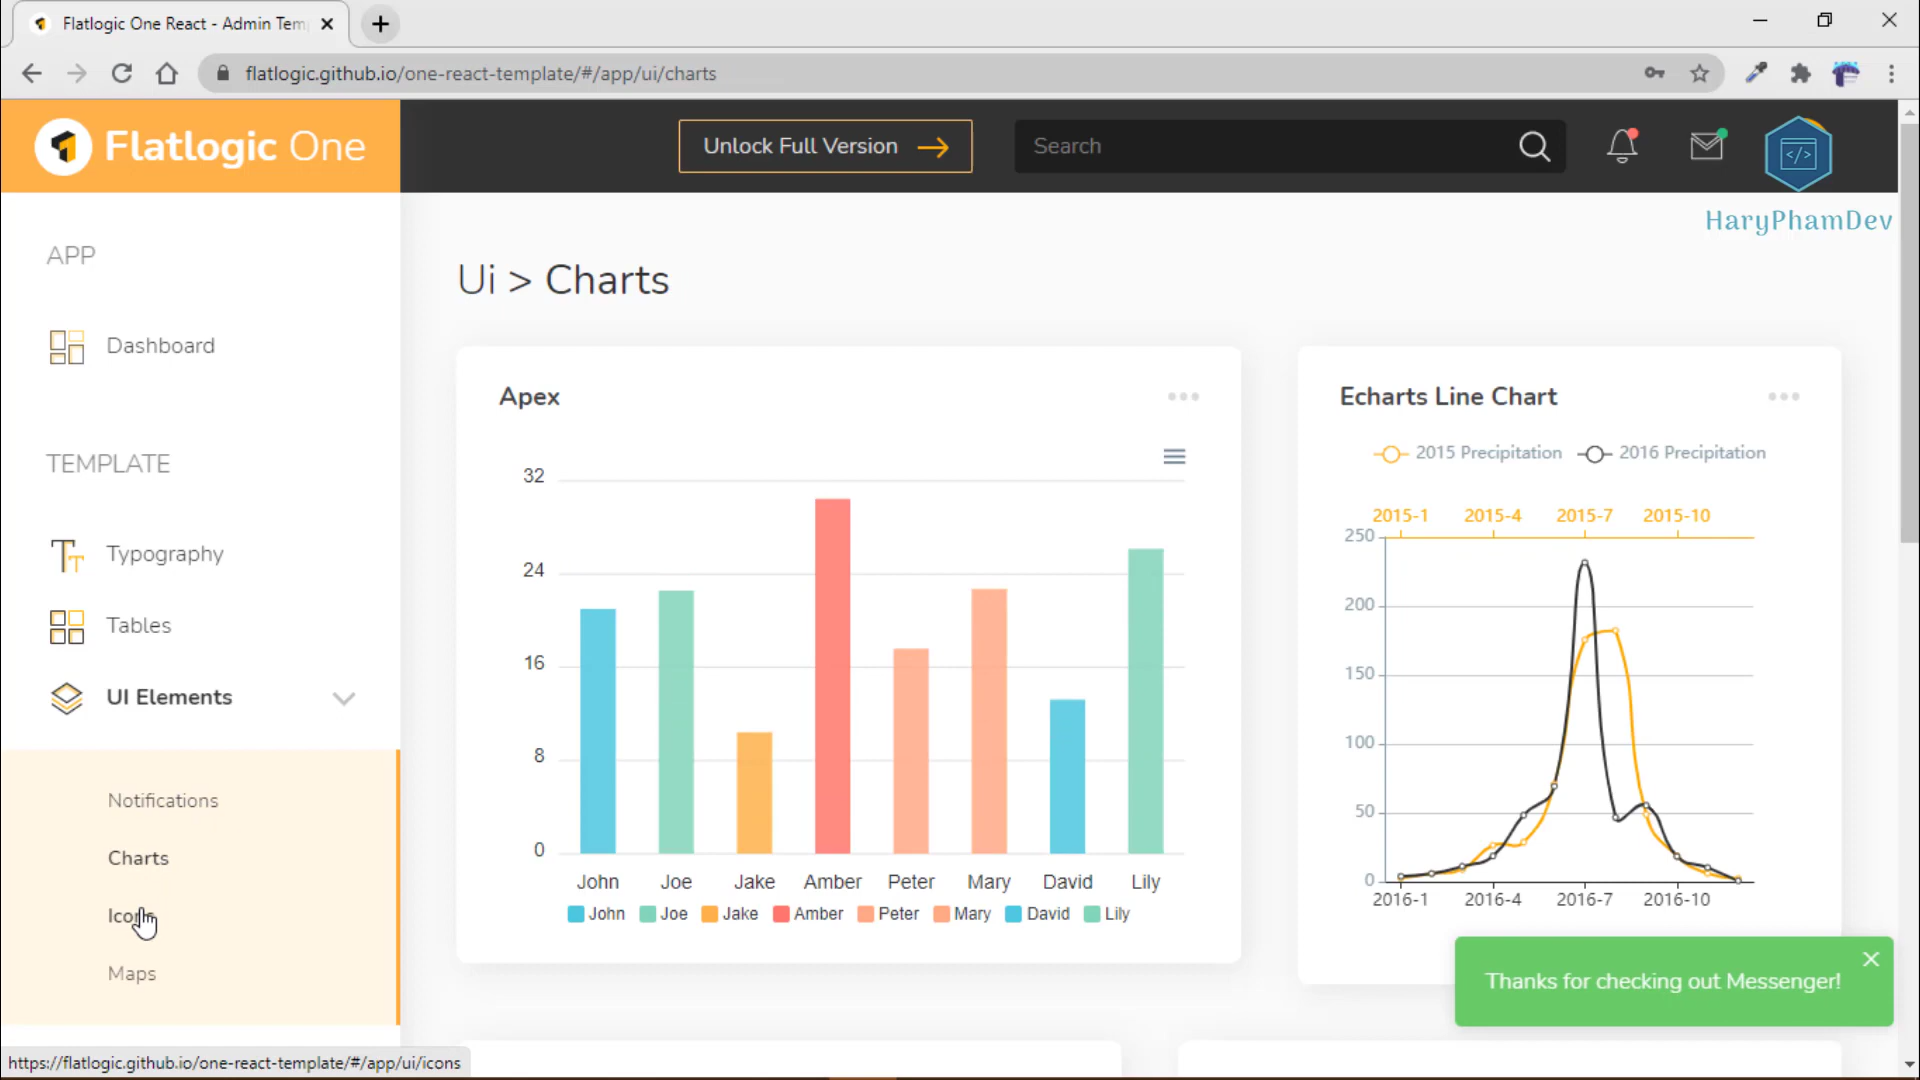 Flatlogic One React - Admin Tem
flatlogic.github.io/one-react-template/#/app/ui/charts
Flatlogic One
Unlock Full Version
Search
</>
HaryPhamDev
APP
Dashboard
TEMPLATE
Typography
Tables
UI Elements
Notifications
Charts
Icons
Maps
Ui > Charts
Apex
32
24
16
8
0
John Joe Jake Amber Peter Mary David Lily
John Joe Jake Amber Peter Mary David Lily
Echarts Line Chart
2015 Precipitation 2016 Precipitation
2015-1 2015-4 2015-7 2015-10
250
200
150
100
50
0
2016-1 2016-4 2016-7 2016-10
Thanks for checking out Messenger!
https://flatlogic.github.io/one-react-template/#/app/ui/icons